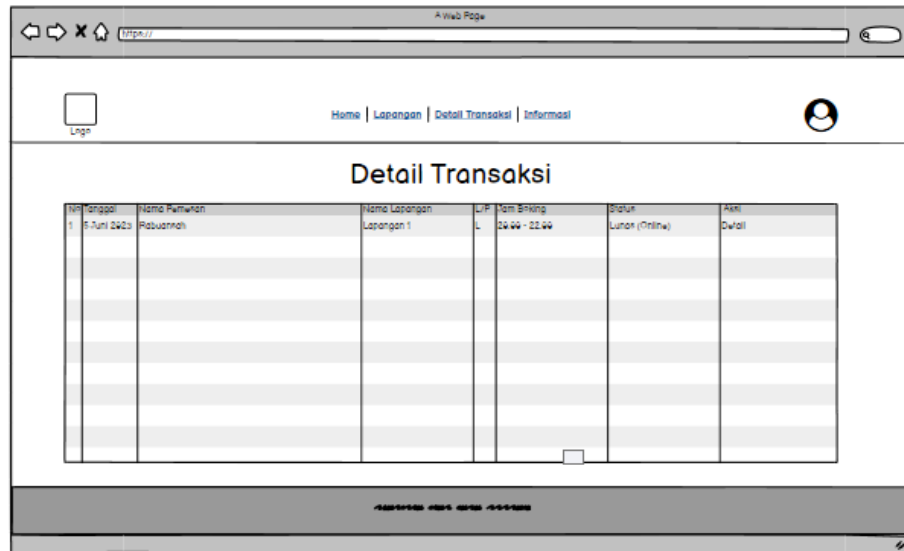 A Web Page
https://
Logo
Home | Lapangan | Detail Transaksi | Informasi
Detail Transaksi
No Tanggal Nama Pemesan Nama Lapangan L/P Jam Boking Status Aksi
1 5 Juni 2023 Rabuannah Lapangan 1 L 20.00 - 22.00 Lunas (Online) Detail